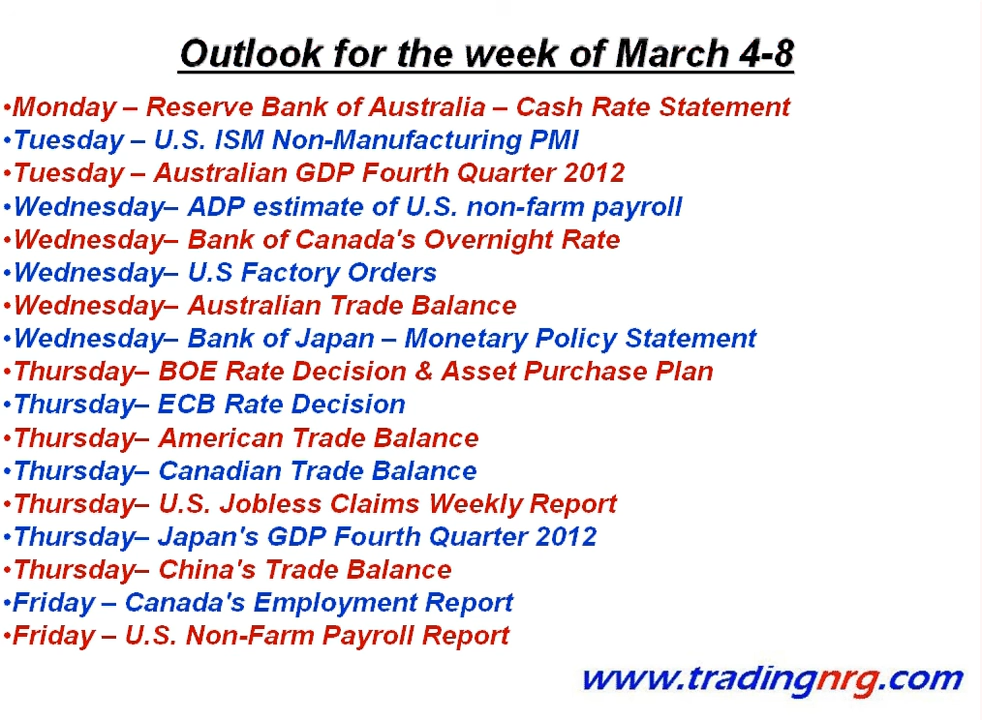 Outlook for the week of March 4-8
•Monday – Reserve Bank of Australia – Cash Rate Statement
•Tuesday – U.S. ISM Non-Manufacturing PMI
•Tuesday – Australian GDP Fourth Quarter 2012
•Wednesday– ADP estimate of U.S. non-farm payroll
•Wednesday– Bank of Canada's Overnight Rate
•Wednesday– U.S Factory Orders
•Wednesday– Australian Trade Balance
•Wednesday– Bank of Japan – Monetary Policy Statement
•Thursday– BOE Rate Decision & Asset Purchase Plan
•Thursday– ECB Rate Decision
•Thursday– American Trade Balance
•Thursday– Canadian Trade Balance
•Thursday– U.S. Jobless Claims Weekly Report
•Thursday– Japan's GDP Fourth Quarter 2012
•Thursday– China's Trade Balance
•Friday – Canada's Employment Report
•Friday – U.S. Non-Farm Payroll Report
www.tradingnrg.com